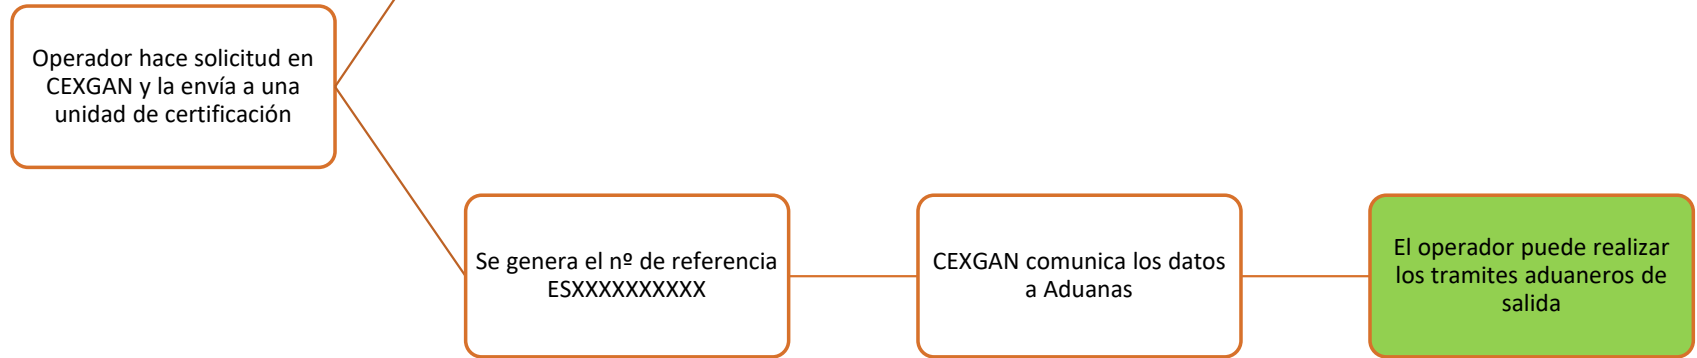 Operador hace solicitud en
CEXGAN y la envía a una
unidad de certificación
Se genera el nº de referencia
ESXXXXXXXXXX
CEXGAN comunica los datos
a Aduanas
El operador puede realizar
los tramites aduaneros de
salida